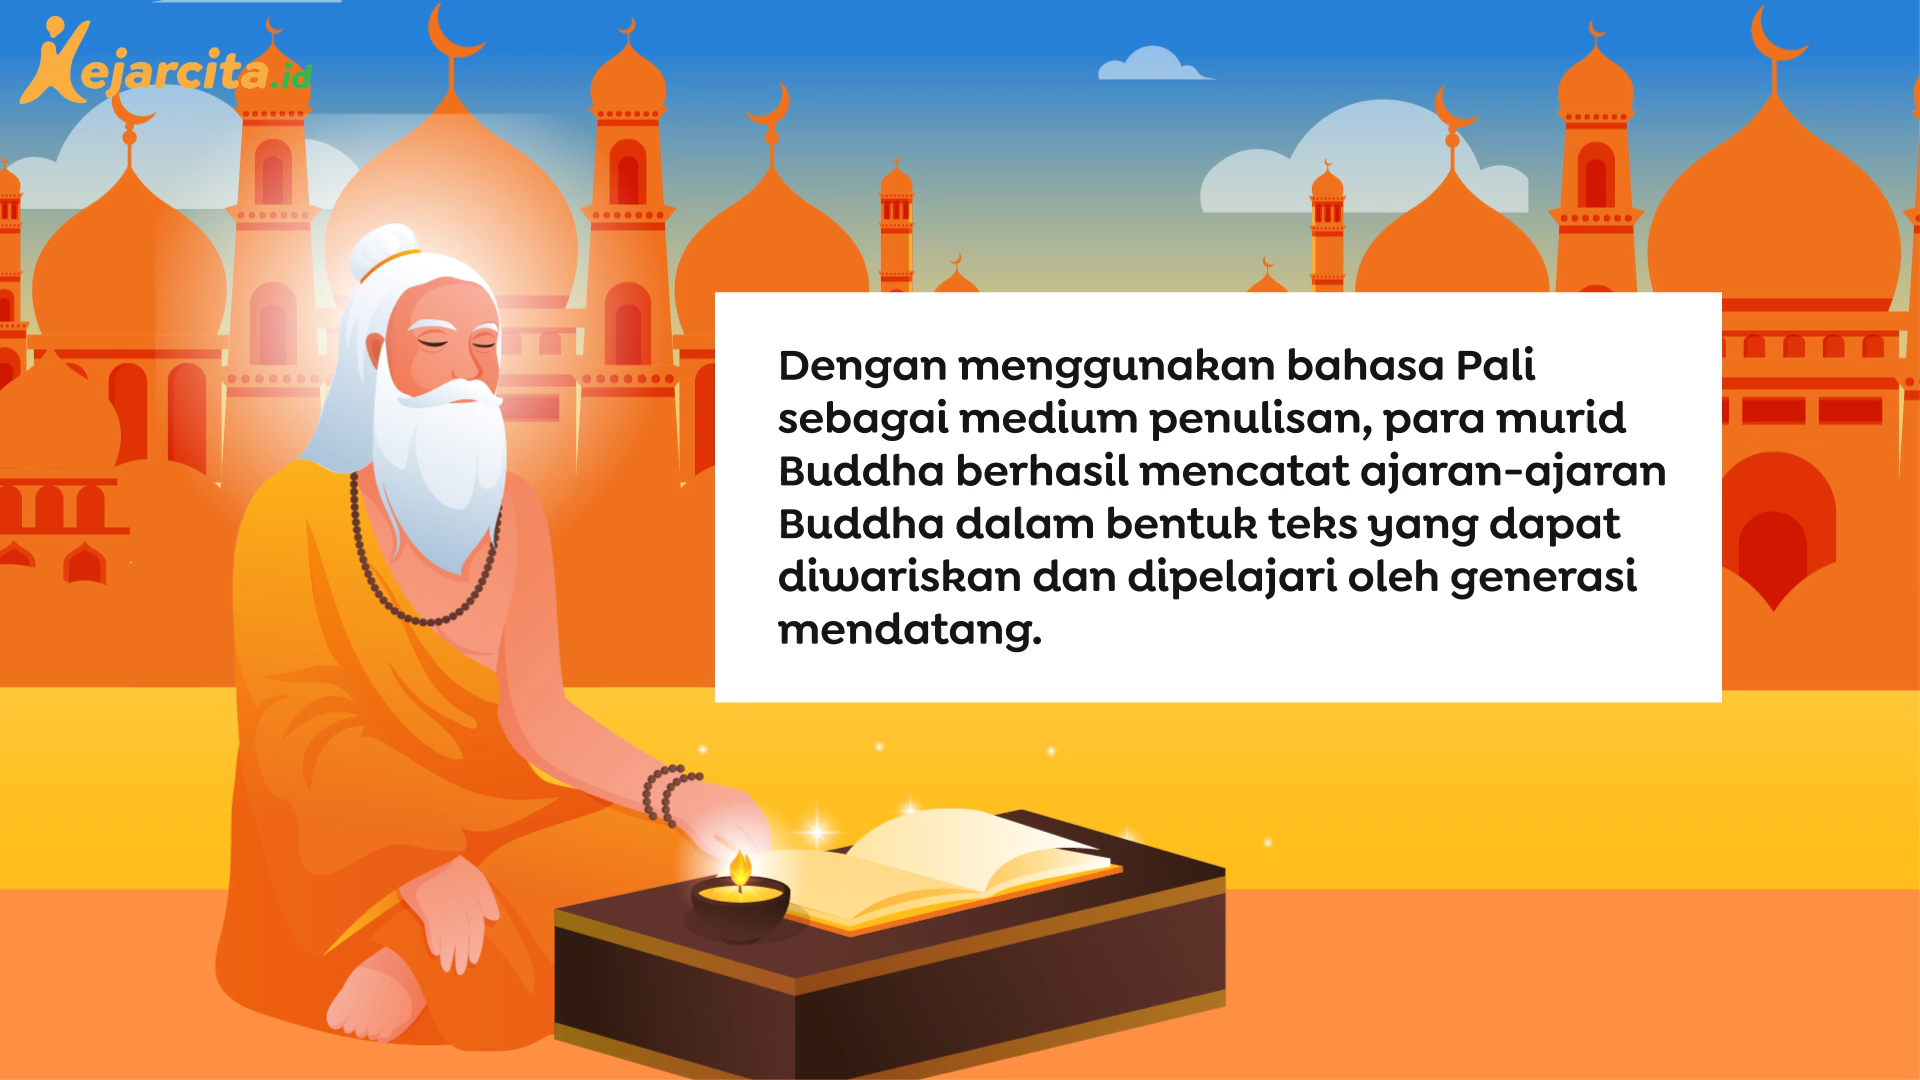 Kejarcita.id
Dengan menggunakan bahasa Pali
sebagai medium penulisan, para murid
Buddha berhasil mencatat ajaran-ajaran
Buddha dalam bentuk teks yang dapat
diwariskan dan dipelajari oleh generasi
mendatang.